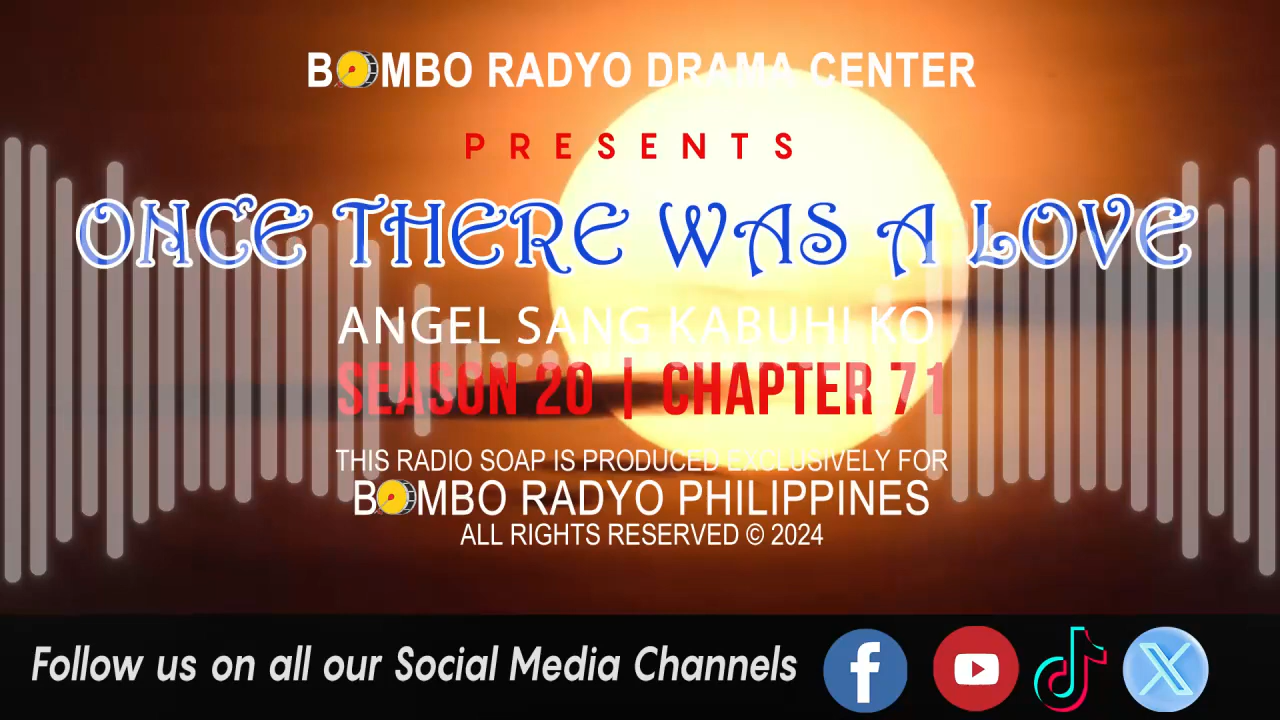 BOMBO RADYO DRAMA CENTER
PRESENTS
ONCE THERE WAS A LOVE
ANGEL SANG KABUHI KO
SEASON 20 | CHAPTER 71
THIS RADIO SOAP IS PRODUCED EXCLUSIVELY FOR
BOMBO RADYO PHILIPPINES
ALL RIGHTS RESERVED © 2024
Follow us on all our Social Media Channels